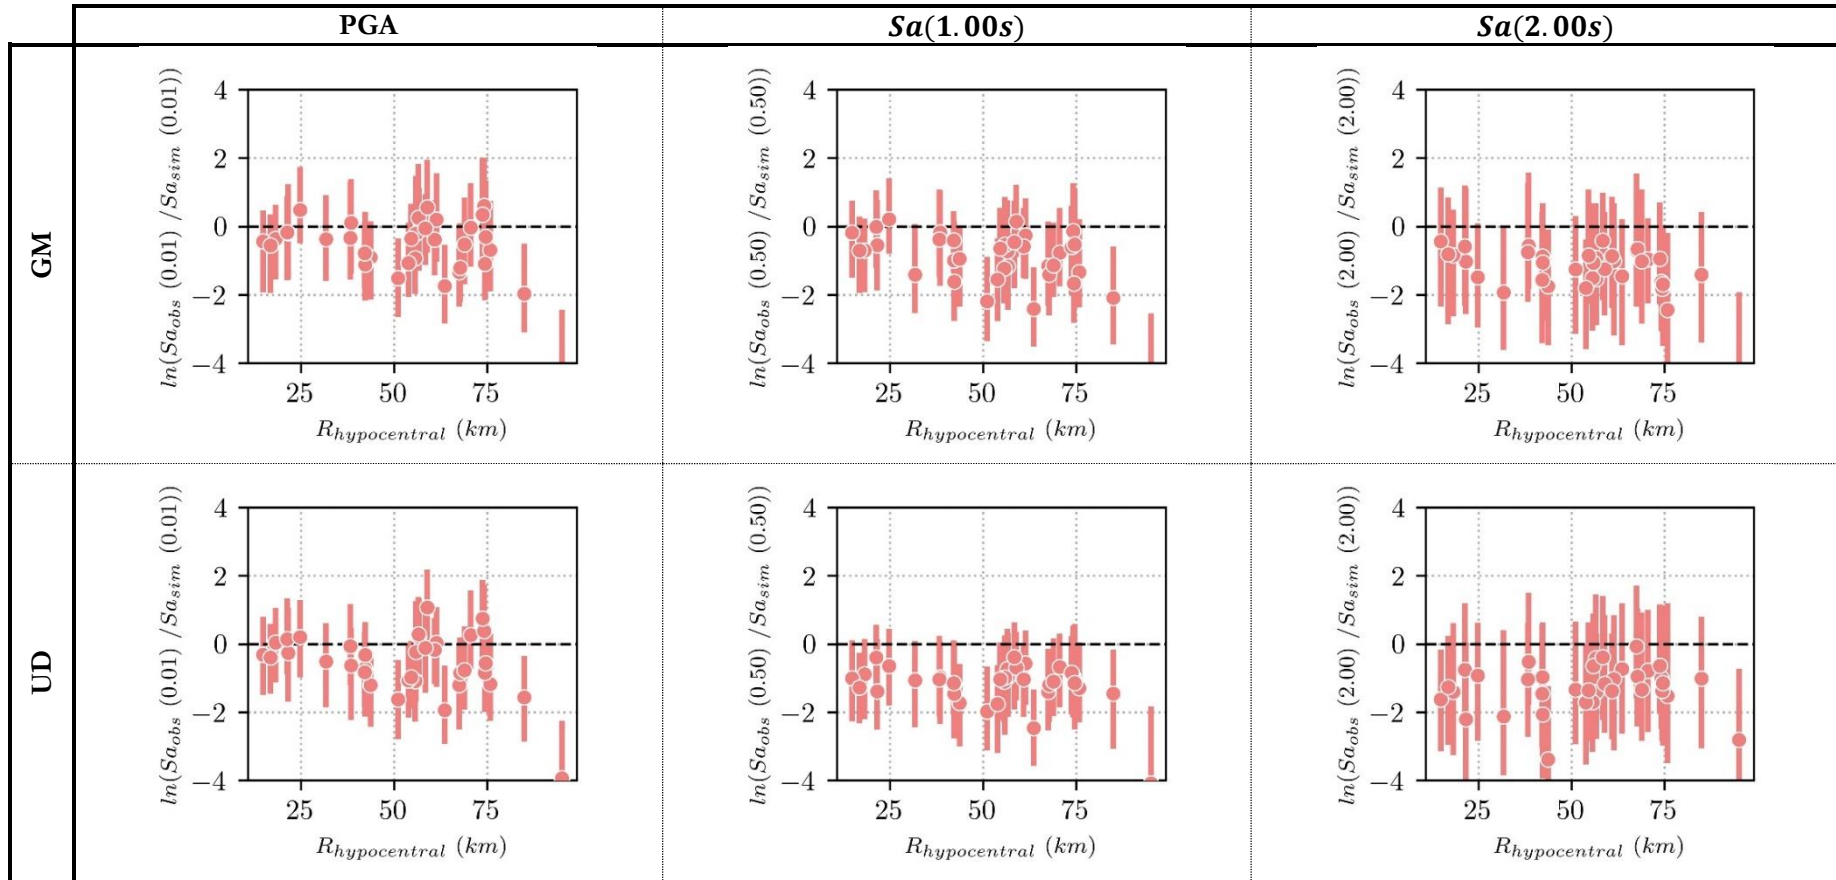 PGA
Sa(1.00s)
Sa(2.00s)
GM
ln(Sa_obs (0.01) /Sa_sim (0.01))
4
2
0
−2
−4
25 50 75
R_hypocentral (km)
ln(Sa_obs (0.50) /Sa_sim (0.50))
4
2
0
−2
−4
25 50 75
R_hypocentral (km)
ln(Sa_obs (2.00) /Sa_sim (2.00))
4
2
0
−2
−4
25 50 75
R_hypocentral (km)
UD
ln(Sa_obs (0.01) /Sa_sim (0.01))
4
2
0
−2
−4
25 50 75
R_hypocentral (km)
ln(Sa_obs (0.50) /Sa_sim (0.50))
4
2
0
−2
−4
25 50 75
R_hypocentral (km)
ln(Sa_obs (2.00) /Sa_sim (2.00))
4
2
0
−2
−4
25 50 75
R_hypocentral (km)